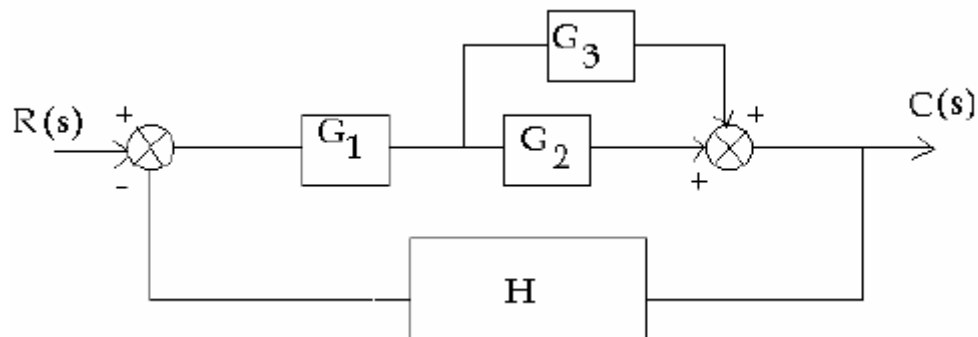 G3
R(s)
+
G1
G2
+
C(s)
-
+
H